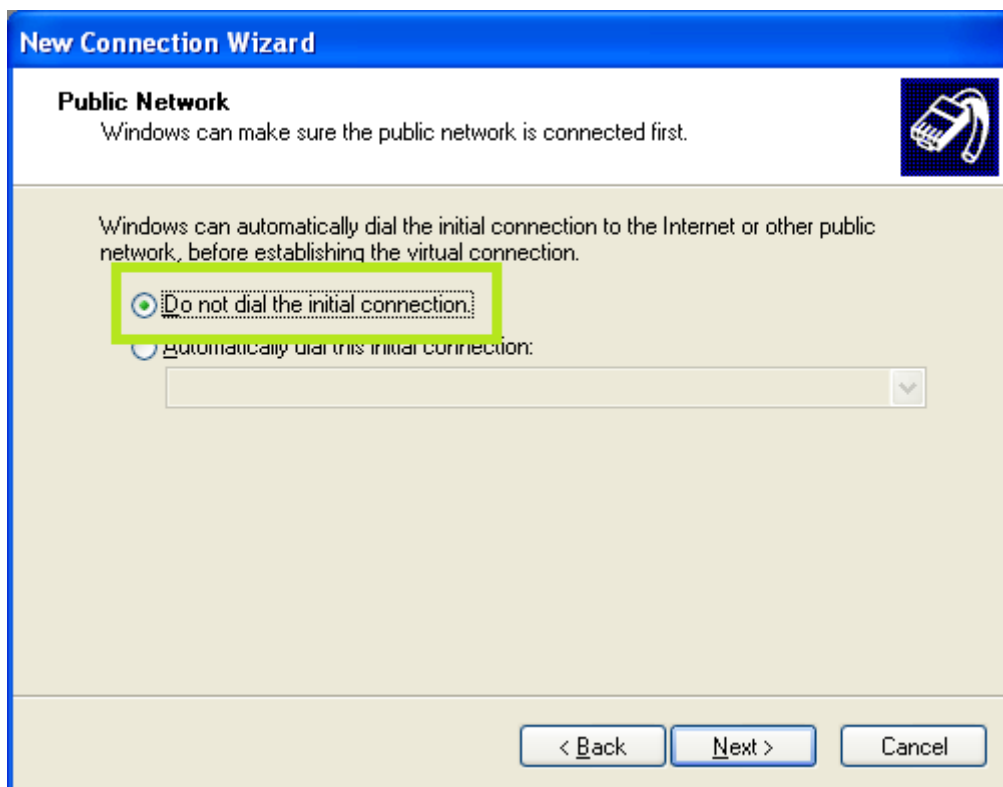 New Connection Wizard
Public Network
Windows can make sure the public network is connected first.
Windows can automatically dial the initial connection to the Internet or other public
network, before establishing the virtual connection.
Do not dial the initial connection.
Automatically dial this initial connection:
< Back
Next >
Cancel